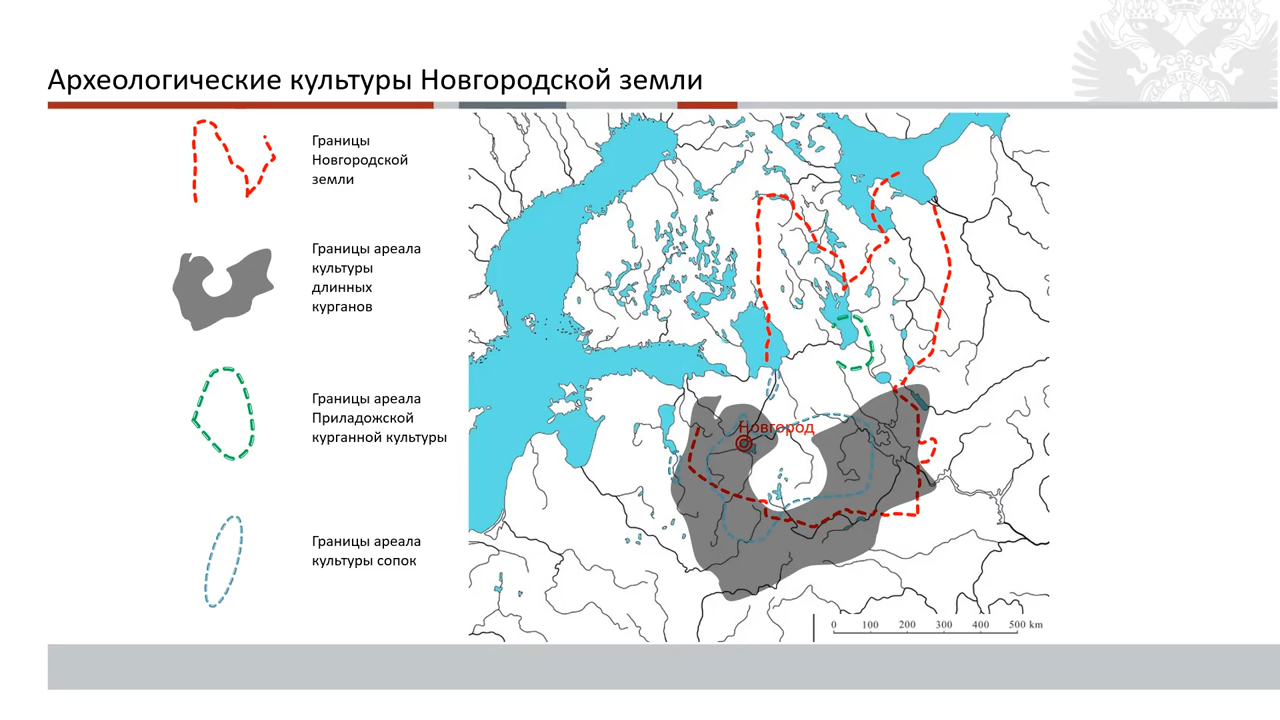 Археологические культуры Новгородской земли
Границы
Новгородской
земли
Границы ареала
культуры
длинных
курганов
Границы ареала
Приладожской
курганной культуры
Границы ареала
культуры сопок
Новгород
0 100 200 300 400 500 km